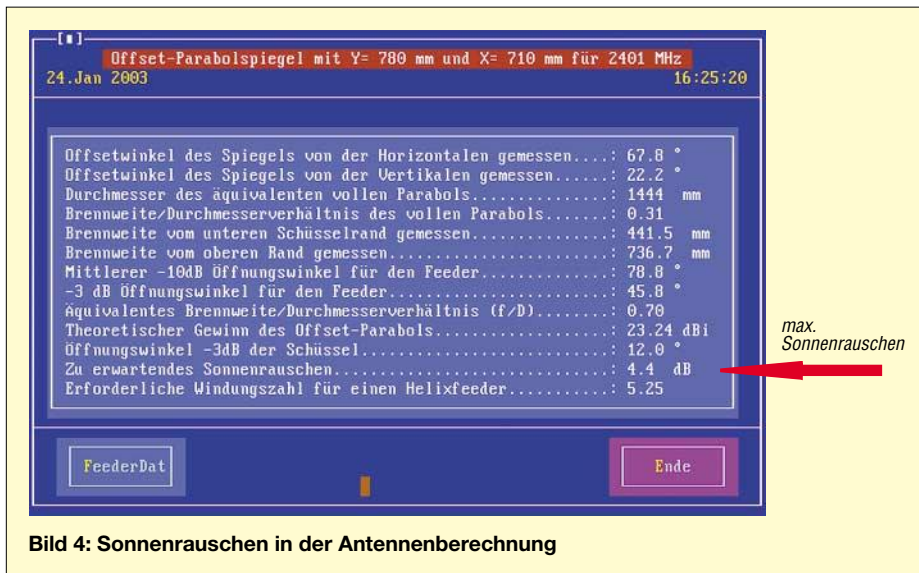 [■]
Offset-Parabolspiegel mit Y= 780 mm und X= 710 mm für 2401 MHz
24.Jan 2003 16:25:20
Offsetwinkel des Spiegels von der Horizontalen gemessen....: 67.8 °
Offsetwinkel des Spiegels von der Vertikalen gemessen......: 22.2 °
Durchmesser des äquivalenten vollen Parabols...............: 1444 mm
Brennweite/Durchmesserverhältnis des vollen Parabols.......: 0.31
Brennweite vom unteren Schüsselrand gemessen...............: 441.5 mm
Brennweite vom oberen Rand gemessen........................: 736.7 mm
Mittlerer -10dB Öffnungswinkel für den Feeder..............: 78.8 °
-3 dB Öffnungswinkel für den Feeder........................: 45.8 °
Äquivalentes Brennweite/Durchmesserverhältnis (f/D)........: 0.70
Theoretischer Gewinn des Offset-Parabols...................: 23.24 dBi
Öffnungswinkel -3dB der Schüssel...........................: 12.0 °
Zu erwartendes Sonnenrauschen..............................: 4.4 dB
Erforderliche Windungszahl für einen Helixfeeder...........: 5.25
max.
Sonnenrauschen
FeederDat Ende
Bild 4: Sonnenrauschen in der Antennenberechnung